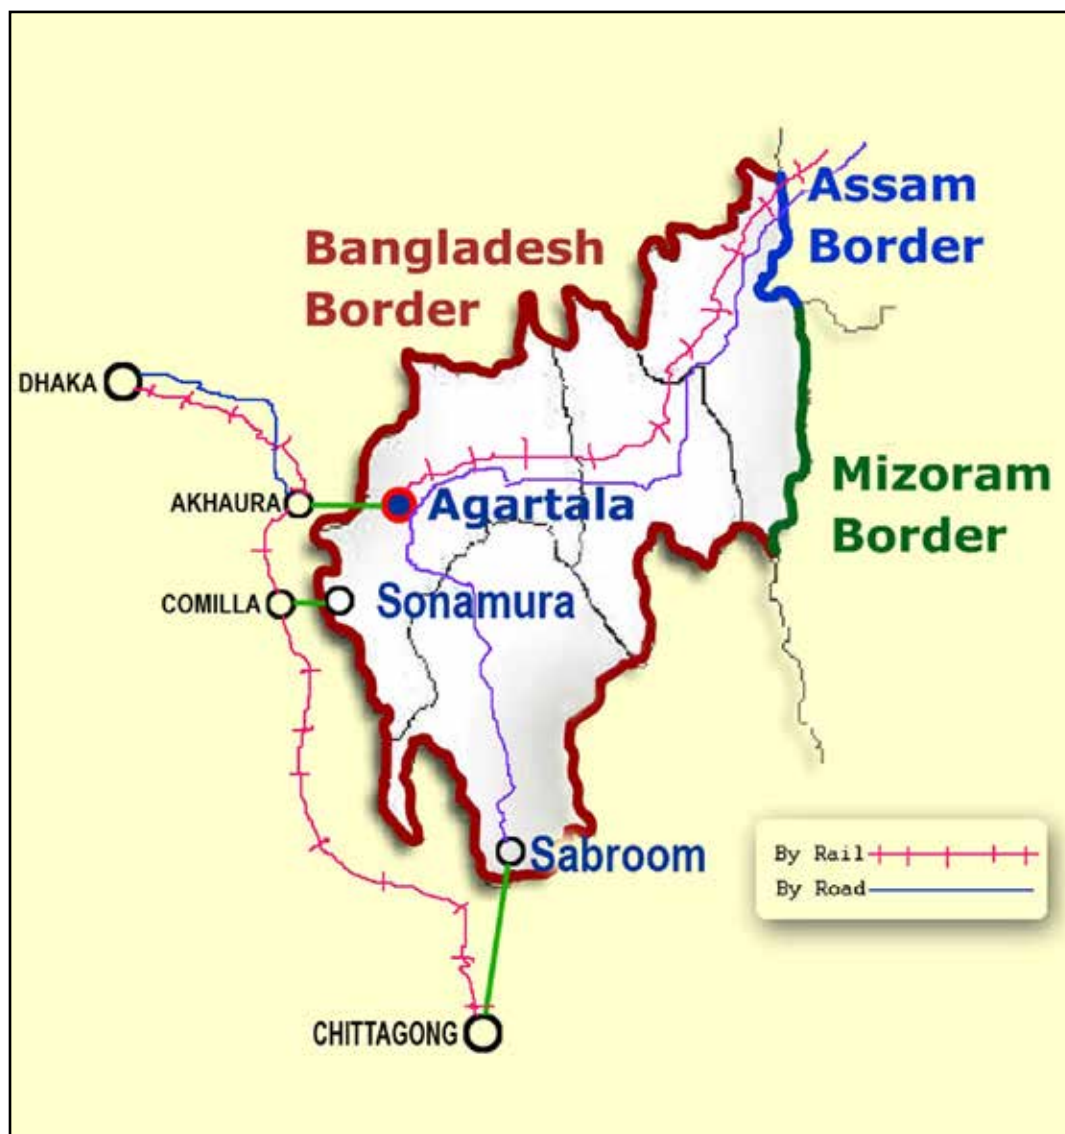 Assam
Border
Bangladesh
Border
DHAKA
AKHAURA
Agartala
Mizoram
Border
COMILLA
Sonamura
Sabroom
By Rail
By Road
CHITTAGONG